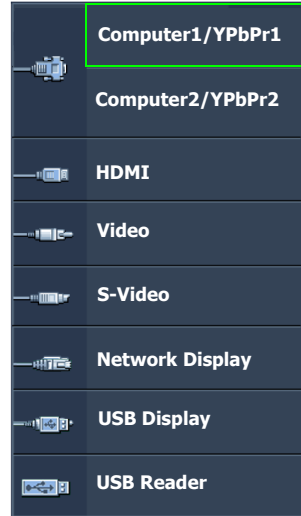 Computer1/YPbPr1
Computer2/YPbPr2
HDMI
Video
S-Video
Network Display
USB Display
USB Reader